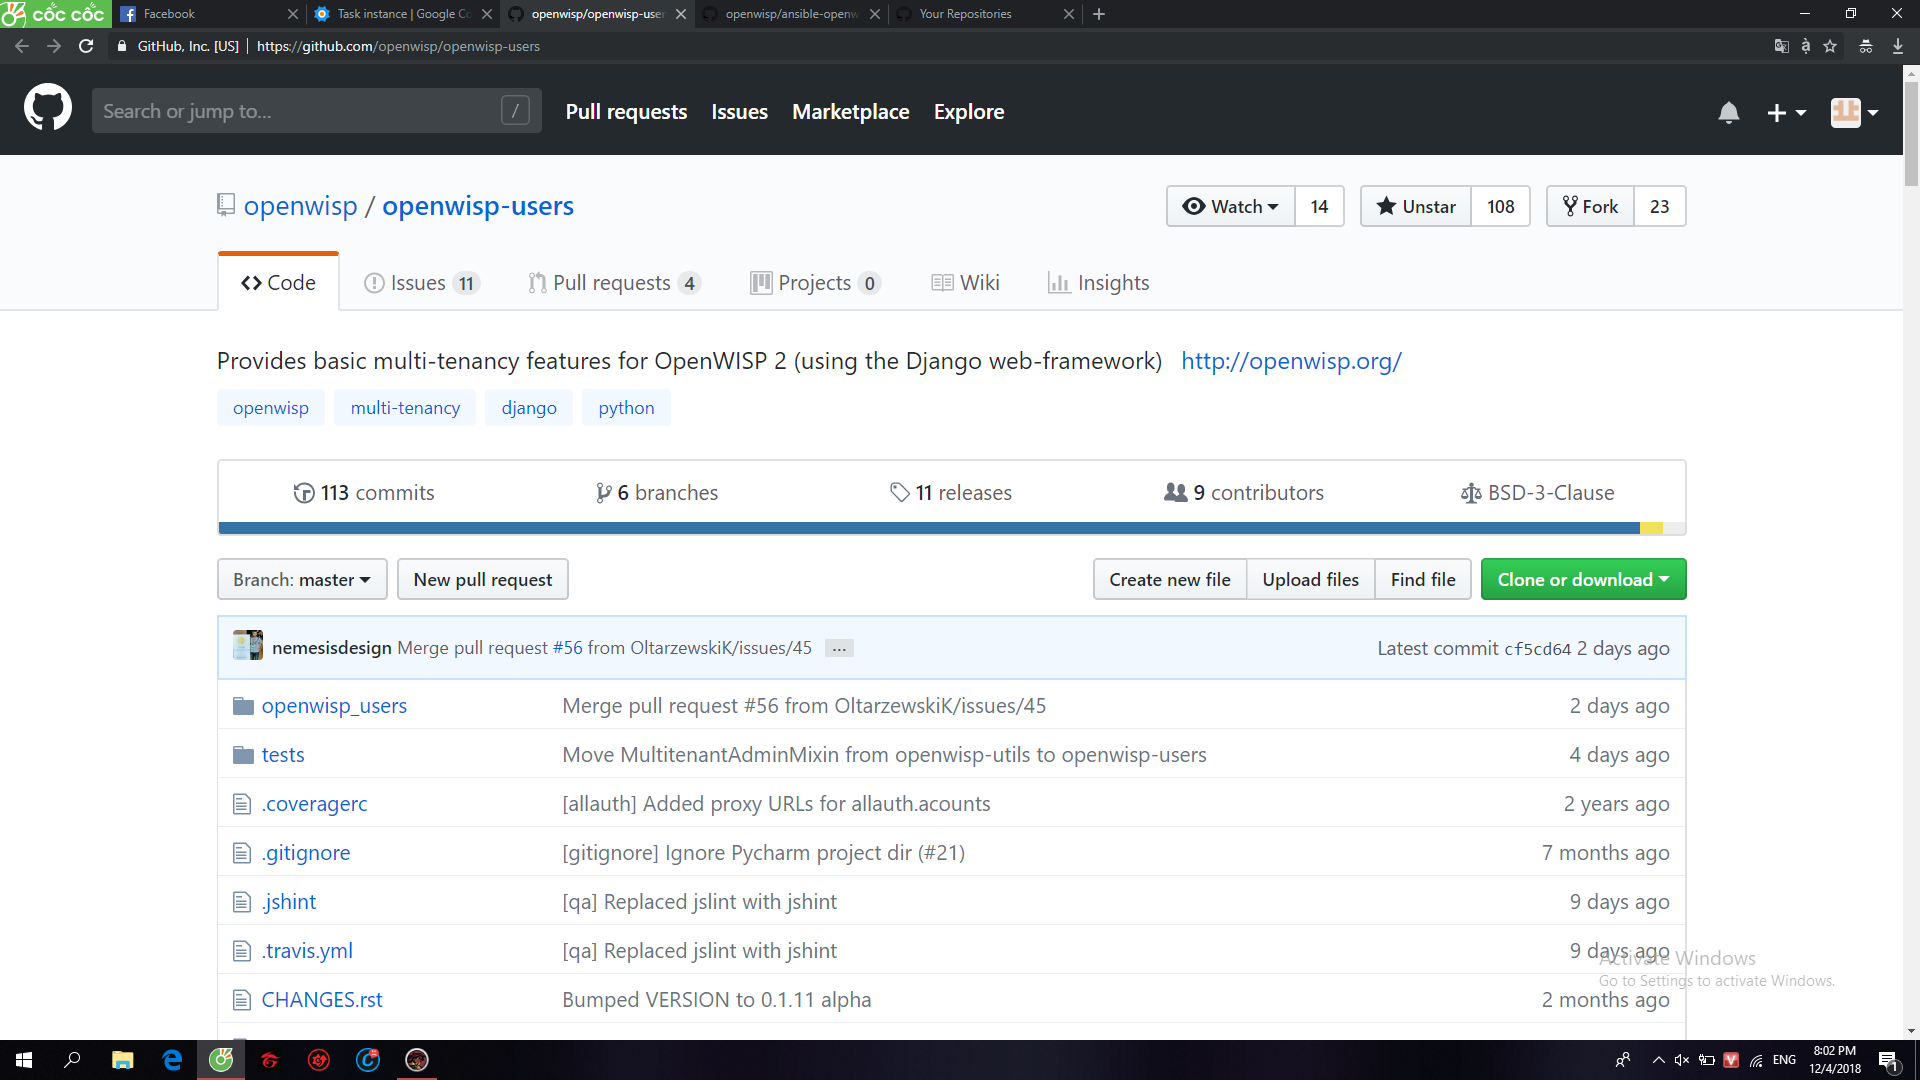 cốc cốc
Facebook
Task instance | Google Co
openwisp/openwisp-user
openwisp/ansible-openw
Your Repositories
GitHub, Inc. [US]
https://github.com/openwisp/openwisp-users
Search or jump to...
/
Pull requests
Issues
Marketplace
Explore
openwisp / openwisp-users
Watch 14
Unstar 108
Fork 23
Code
Issues 11
Pull requests 4
Projects 0
Wiki
Insights
Provides basic multi-tenancy features for OpenWISP 2 (using the Django web-framework) http://openwisp.org/
openwisp
multi-tenancy
django
python
113 commits
6 branches
11 releases
9 contributors
BSD-3-Clause
Branch: master
New pull request
Create new file
Upload files
Find file
Clone or download
nemesisdesign Merge pull request #56 from OltarzewskiK/issues/45 ...
Latest commit cf5cd64 2 days ago
openwisp_users Merge pull request #56 from OltarzewskiK/issues/45 2 days ago
tests Move MultitenantAdminMixin from openwisp-utils to openwisp-users 4 days ago
.coveragerc [allauth] Added proxy URLs for allauth.acounts 2 years ago
.gitignore [gitignore] Ignore Pycharm project dir (#21) 7 months ago
.jshint [qa] Replaced jslint with jshint 9 days ago
.travis.yml [qa] Replaced jslint with jshint 9 days ago
Activate Windows
Go to Settings to activate Windows.
CHANGES.rst Bumped VERSION to 0.1.11 alpha 2 months ago
ENG
8:02 PM
12/4/2018
1